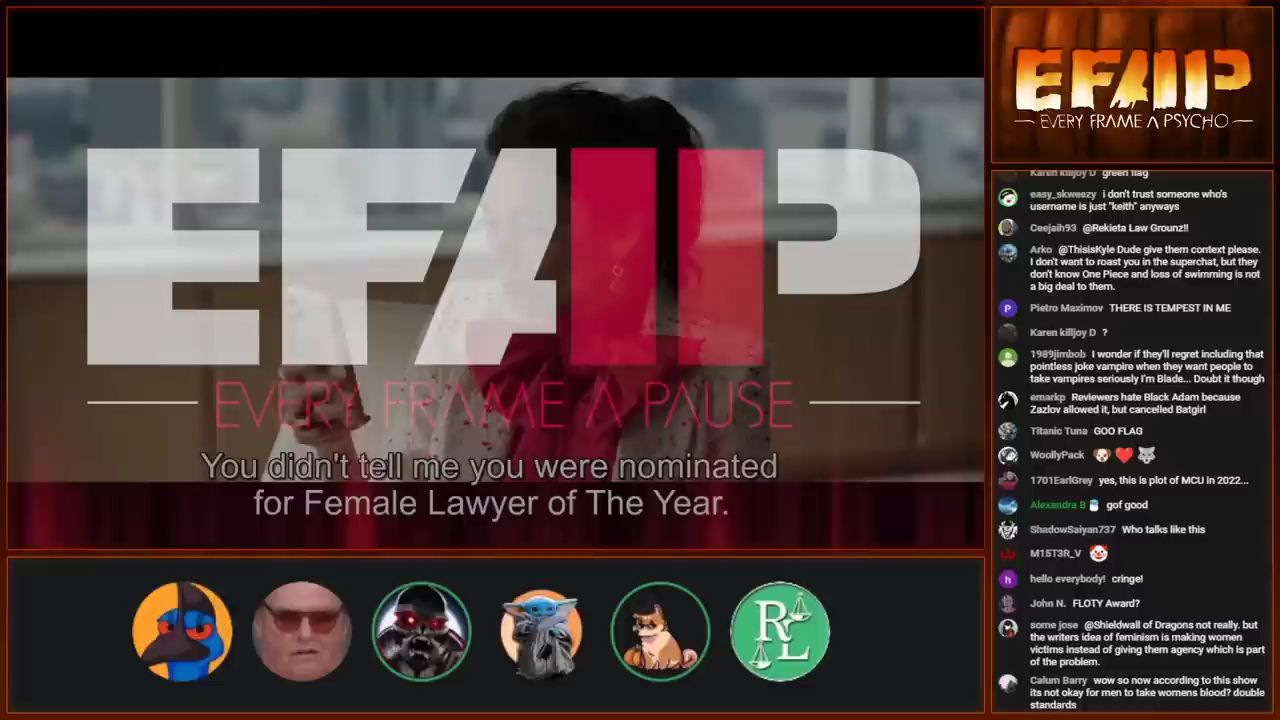 EFAIIP
EVERY FRAME A PAUSE
You didn't tell me you were nominated
for Female Lawyer of The Year.
RL
EFAIIP
EVERY FRAME A PSYCHO
Karen killjoy D green flag
easy_skweezy i don't trust someone who's
username is just "keith" anyways
Ceejaih93 @Rekieta Law Grounz!!
Arko @ThisisKyle Dude give them context please.
I don't want to roast you in the superchat, but they
don't know One Piece and loss of swimming is not
a big deal to them.
P
Pietro Maximov THERE IS TEMPEST IN ME
Karen killjoy D ?
1989jimbob I wonder if they'll regret including that
pointless joke vampire when they want people to
take vampires seriously I'm Blade... Doubt it though
emarkp Reviewers hate Black Adam because
Zazlov allowed it, but cancelled Batgirl
Titanic Tuna GOO FLAG
WoollyPack 🐶❤️🐺
1701EarlGrey yes, this is plot of MCU in 2022...
Alexandra B gof good
ShadowSaiyan737 Who talks like this
M15T3R_V 🤡
h
hello everybody! cringe!
John N. FLOTY Award?
some jose @Shieldwall of Dragons not really. but
the writers idea of feminism is making women
victims instead of giving them agency which is part
of the problem.
Calum Barry wow so now according to this show
its not okay for men to take womens blood? double
standards